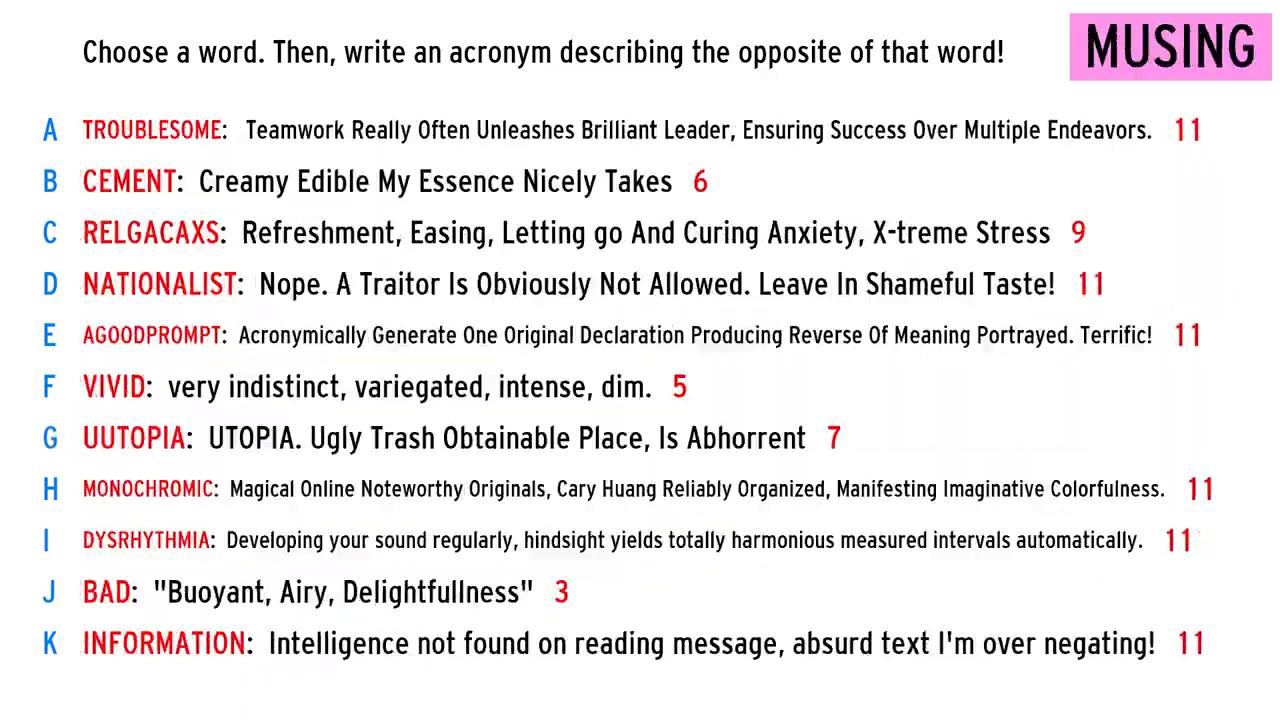 Choose a word. Then, write an acronym describing the opposite of that word!
MUSING
A TROUBLESOME: Teamwork Really Often Unleashes Brilliant Leader, Ensuring Success Over Multiple Endeavors. 11
B CEMENT: Creamy Edible My Essence Nicely Takes 6
C RELGACAXS: Refreshment, Easing, Letting go And Curing Anxiety, X-treme Stress 9
D NATIONALIST: Nope. A Traitor Is Obviously Not Allowed. Leave In Shameful Taste! 11
E AGOODPROMPT: Acronymically Generate One Original Declaration Producing Reverse Of Meaning Portrayed. Terrific! 11
F VIVID: very indistinct, variegated, intense, dim. 5
G UUTOPIA: UTOPIA. Ugly Trash Obtainable Place, Is Abhorrent 7
H MONOCHROMIC: Magical Online Noteworthy Originals, Cary Huang Reliably Organized, Manifesting Imaginative Colorfulness. 11
I DYSRHYTHMIA: Developing your sound regularly, hindsight yields totally harmonious measured intervals automatically. 11
J BAD: "Buoyant, Airy, Delightfullness" 3
K INFORMATION: Intelligence not found on reading message, absurd text I'm over negating! 11